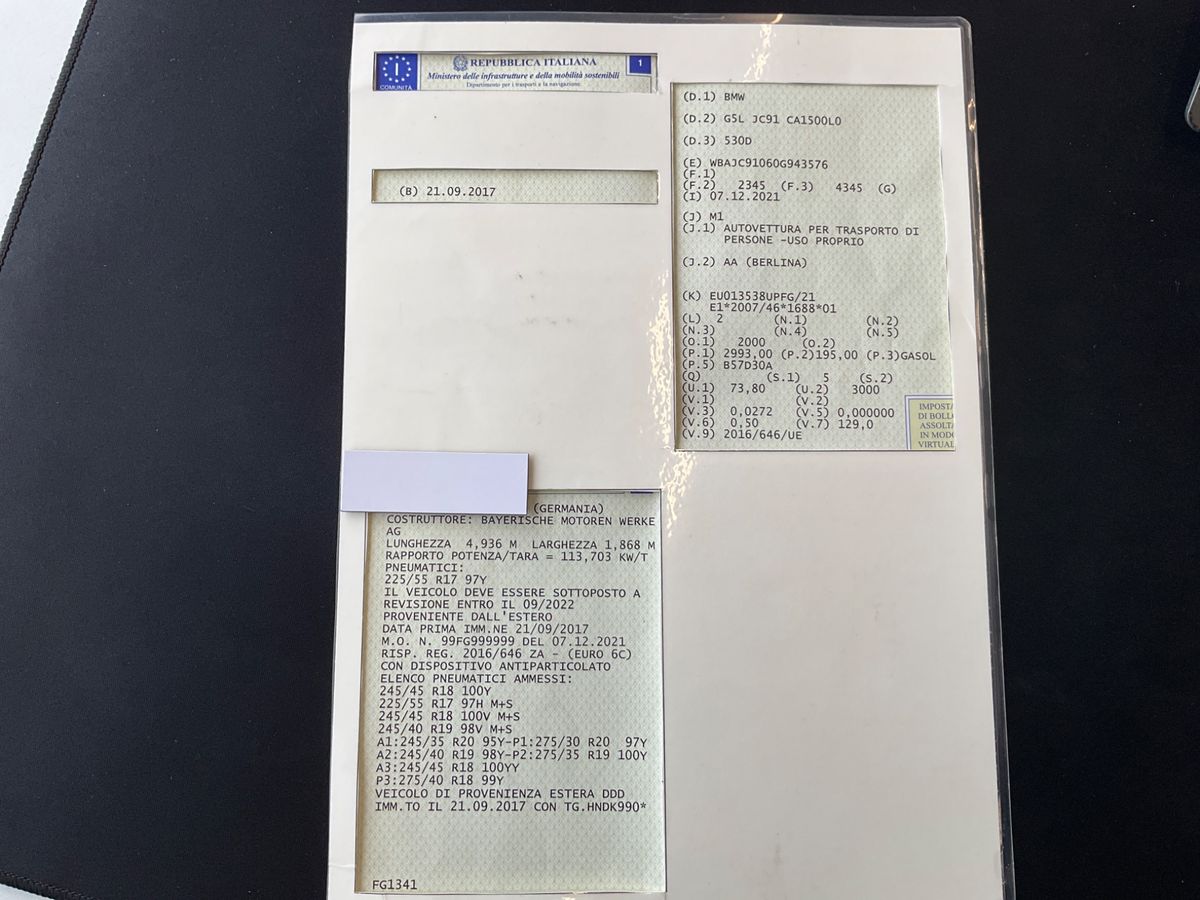 I
COMUNITÀ
REPUBBLICA ITALIANA
Ministero delle infrastrutture e della mobilità sostenibili
Dipartimento per i trasporti e la navigazione
1
(B) 21.09.2017
(D.1) BMW
(D.2) G5L JC91 CA1500L0
(D.3) 530D
(E) WBAJC91060G943576
(F.1)
(F.2) 2345 (F.3) 4345 (G)
(I) 07.12.2021
(J) M1
(J.1) AUTOVETTURA PER TRASPORTO DI
PERSONE -USO PROPRIO
(J.2) AA (BERLINA)
(K) EU013538UPFG/21
E1*2007/46*1688*01
(L) 2 (N.1) (N.2)
(N.3) (N.4) (N.5)
(O.1) 2000 (O.2)
(P.1) 2993,00 (P.2)195,00 (P.3)GASOL
(P.5) B57D30A
(Q) (S.1) 5 (S.2)
(U.1) 73,80 (U.2) 3000
(V.1) (V.2)
(V.3) 0,0272 (V.5) 0,000000
(V.6) 0,50 (V.7) 129,0
(V.9) 2016/646/UE
IMPOSTA
DI BOLLO
ASSOLTA
IN MODO
VIRTUAL
(GERMANIA)
COSTRUTTORE: BAYERISCHE MOTOREN WERKE
AG
LUNGHEZZA 4,936 M LARGHEZZA 1,868 M
RAPPORTO POTENZA/TARA = 113,703 KW/T
PNEUMATICI:
225/55 R17 97Y
IL VEICOLO DEVE ESSERE SOTTOPOSTO A
REVISIONE ENTRO IL 09/2022
PROVENIENTE DALL'ESTERO
DATA PRIMA IMM.NE 21/09/2017
M.O. N. 99FG999999 DEL 07.12.2021
RISP. REG. 2016/646 ZA - (EURO 6C)
CON DISPOSITIVO ANTIPARTICOLATO
ELENCO PNEUMATICI AMMESSI:
245/45 R18 100Y
225/55 R17 97H M+S
245/45 R18 100V M+S
245/40 R19 98V M+S
A1:245/35 R20 95Y-P1:275/30 R20 97Y
A2:245/40 R19 98Y-P2:275/35 R19 100Y
A3:245/45 R18 100YY
P3:275/40 R18 99Y
VEICOLO DI PROVENIENZA ESTERA DDD
IMM.TO IL 21.09.2017 CON TG.HNDK990*
FG1341